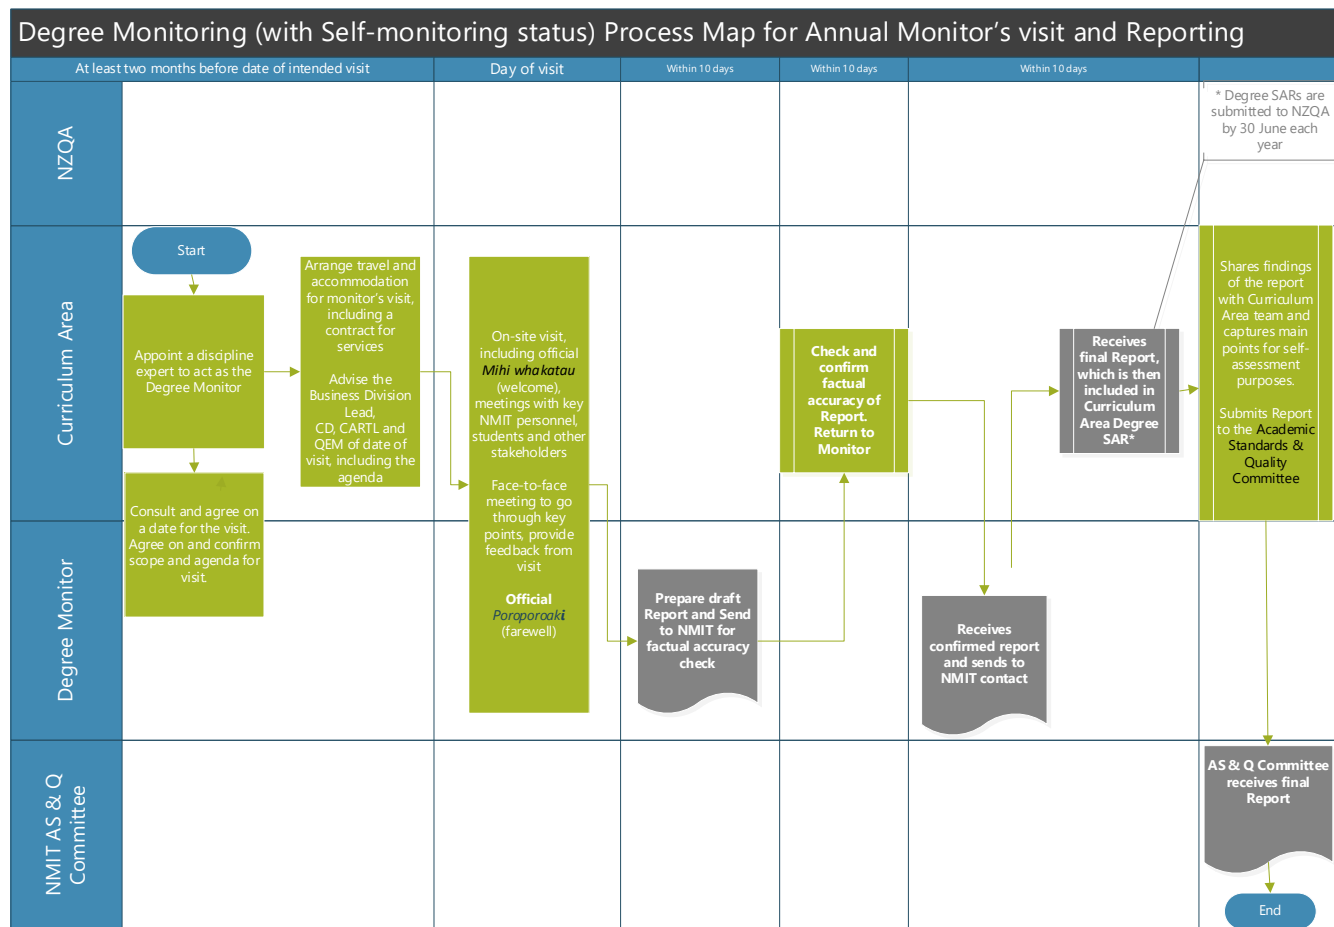 Degree Monitoring (with Self-monitoring status) Process Map for Annual Monitor's visit and Reporting
At least two months before date of intended visit
Day of visit
Within 10 days
Within 10 days
Within 10 days
NZQA
* Degree SARs are
submitted to NZQA
by 30 June each
year
Curriculum Area
Start
Appoint a discipline
expert to act as the
Degree Monitor
Consult and agree on
a date for the visit.
Agree on and confirm
scope and agenda for
visit.
Arrange travel and
accommodation
for monitor's visit,
including a
contract for
services
Advise the
Business Division
Lead,
CD, CARTL and
QEM of date of
visit, including the
agenda
On-site visit,
including official
Mihi whakatau
(welcome),
meetings with key
NMIT personnel,
students and other
stakeholders
Face-to-face
meeting to go
through key
points, provide
feedback from
visit
Official
Poroporoaki
(farewell)
Check and
confirm
factual
accuracy of
Report.
Return to
Monitor
Receives
final Report,
which is then
included in
Curriculum
Area Degree
SAR*
Shares findings
of the report
with Curriculum
Area team and
captures main
points for self-
assessment
purposes.
Submits Report
to the Academic
Standards &
Quality
Committee
Degree Monitor
Prepare draft
Report and Send
to NMIT for
factual accuracy
check
Receives
confirmed report
and sends to
NMIT contact
NMIT AS & Q
Committee
AS & Q Committee
receives final
Report
End